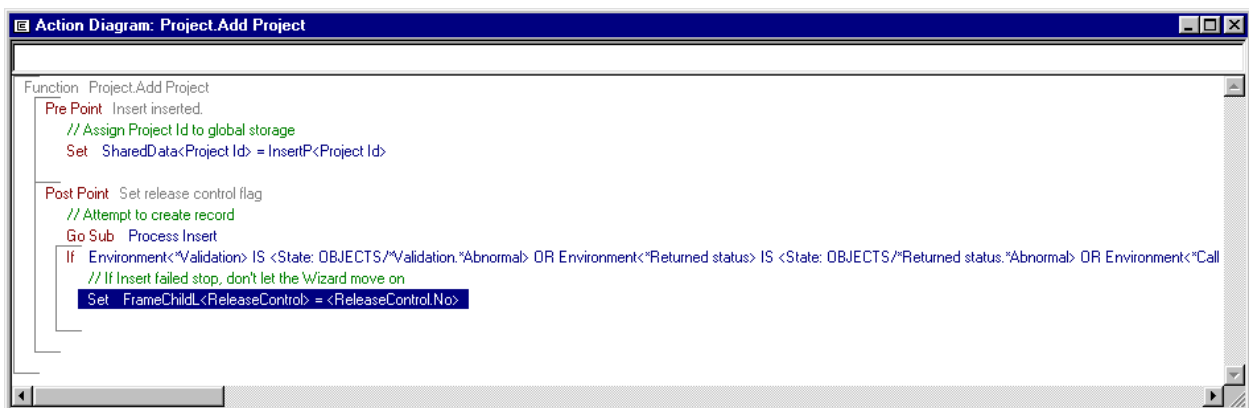 Action Diagram: Project.Add Project
Function Project.Add Project
Pre Point Insert inserted.
// Assign Project Id to global storage
Set SharedData<Project Id> = InsertP<Project Id>
Post Point Set release control flag
// Attempt to create record
Go Sub Process Insert
If Environment<*Validation> IS <State: OBJECTS/*Validation.*Abnormal> OR Environment<*Returned status> IS <State: OBJECTS/*Returned status.*Abnormal> OR Environment<*Call
// If Insert failed stop, don't let the Wizard move on
Set FrameChildL<ReleaseControl> = <ReleaseControl.No>